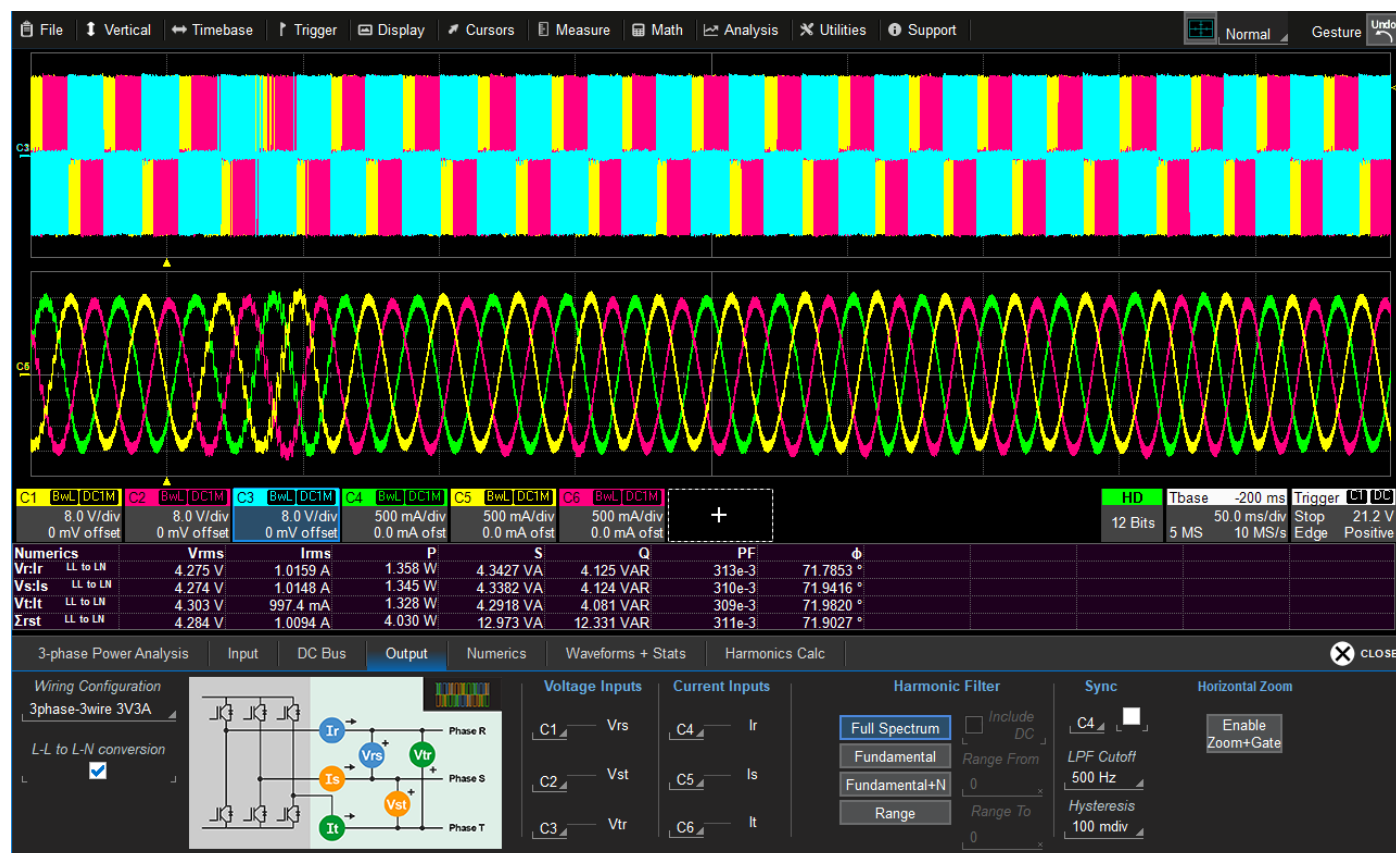 File Vertical Timebase Trigger Display Cursors Measure Math Analysis Utilities Support Normal Gesture Undo
C3
C6
C1 BwL DC1M C2 BwL DC1M C3 BwL DC1M C4 BwL DC1M C5 BwL DC1M C6 BwL DC1M HD Tbase -200 ms Trigger C1 DC
8.0 V/div 8.0 V/div 8.0 V/div 500 mA/div 500 mA/div 500 mA/div + 12 Bits 50.0 ms/div Stop 21.2 V
0 mV offset 0 mV offset 0 mV offset 0.0 mA ofst 0.0 mA ofst 0.0 mA ofst 5 MS 10 MS/s Edge Positive
Numerics Vrms Irms P S Q PF ϕ
Vr:Ir LL to LN 4.275 V 1.0159 A 1.358 W 4.3427 VA 4.125 VAR 313e-3 71.7853 °
Vs:Is LL to LN 4.274 V 1.0148 A 1.345 W 4.3382 VA 4.124 VAR 310e-3 71.9416 °
Vt:It LL to LN 4.303 V 997.4 mA 1.328 W 4.2918 VA 4.081 VAR 309e-3 71.9820 °
Σrst LL to LN 4.284 V 1.0094 A 4.030 W 12.973 VA 12.331 VAR 311e-3 71.9027 °
3-phase Power Analysis Input DC Bus Output Numerics Waveforms + Stats Harmonics Calc CLOSE
Wiring Configuration
3phase-3wire 3V3A
L-L to L-N conversion
Ir Phase R
Vrs Vtr
Is Phase S
Vst
It Phase T
Voltage Inputs
C1 Vrs
C2 Vst
C3 Vtr
Current Inputs
C4 Ir
C5 Is
C6 It
Harmonic Filter
Full Spectrum
Fundamental
Fundamental+N
Range
Include
DC
Range From
0
Range To
0
Sync
C4
LPF Cutoff
500 Hz
Hysteresis
100 mdiv
Horizontal Zoom
Enable
Zoom+Gate